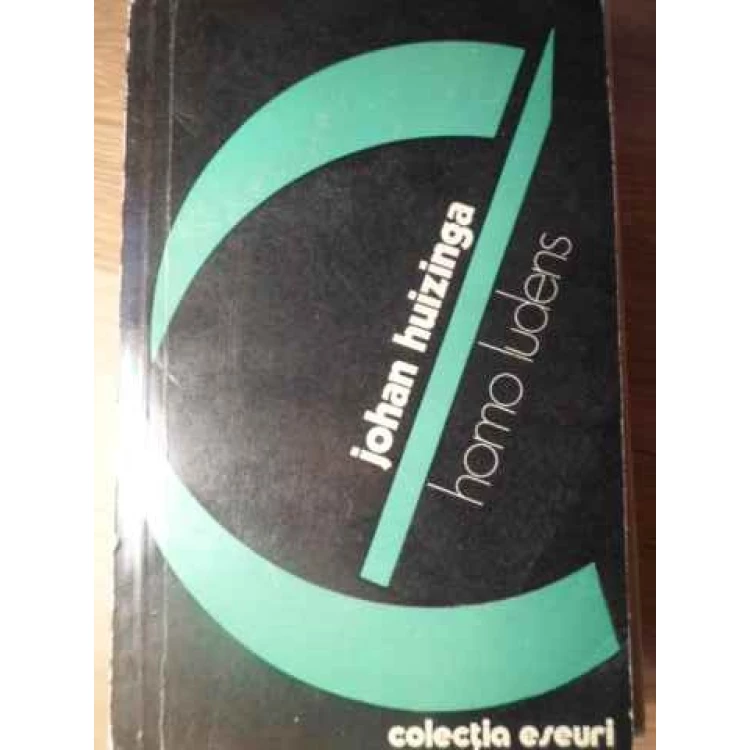 johan huizinga
homo ludens
colecția eseuri